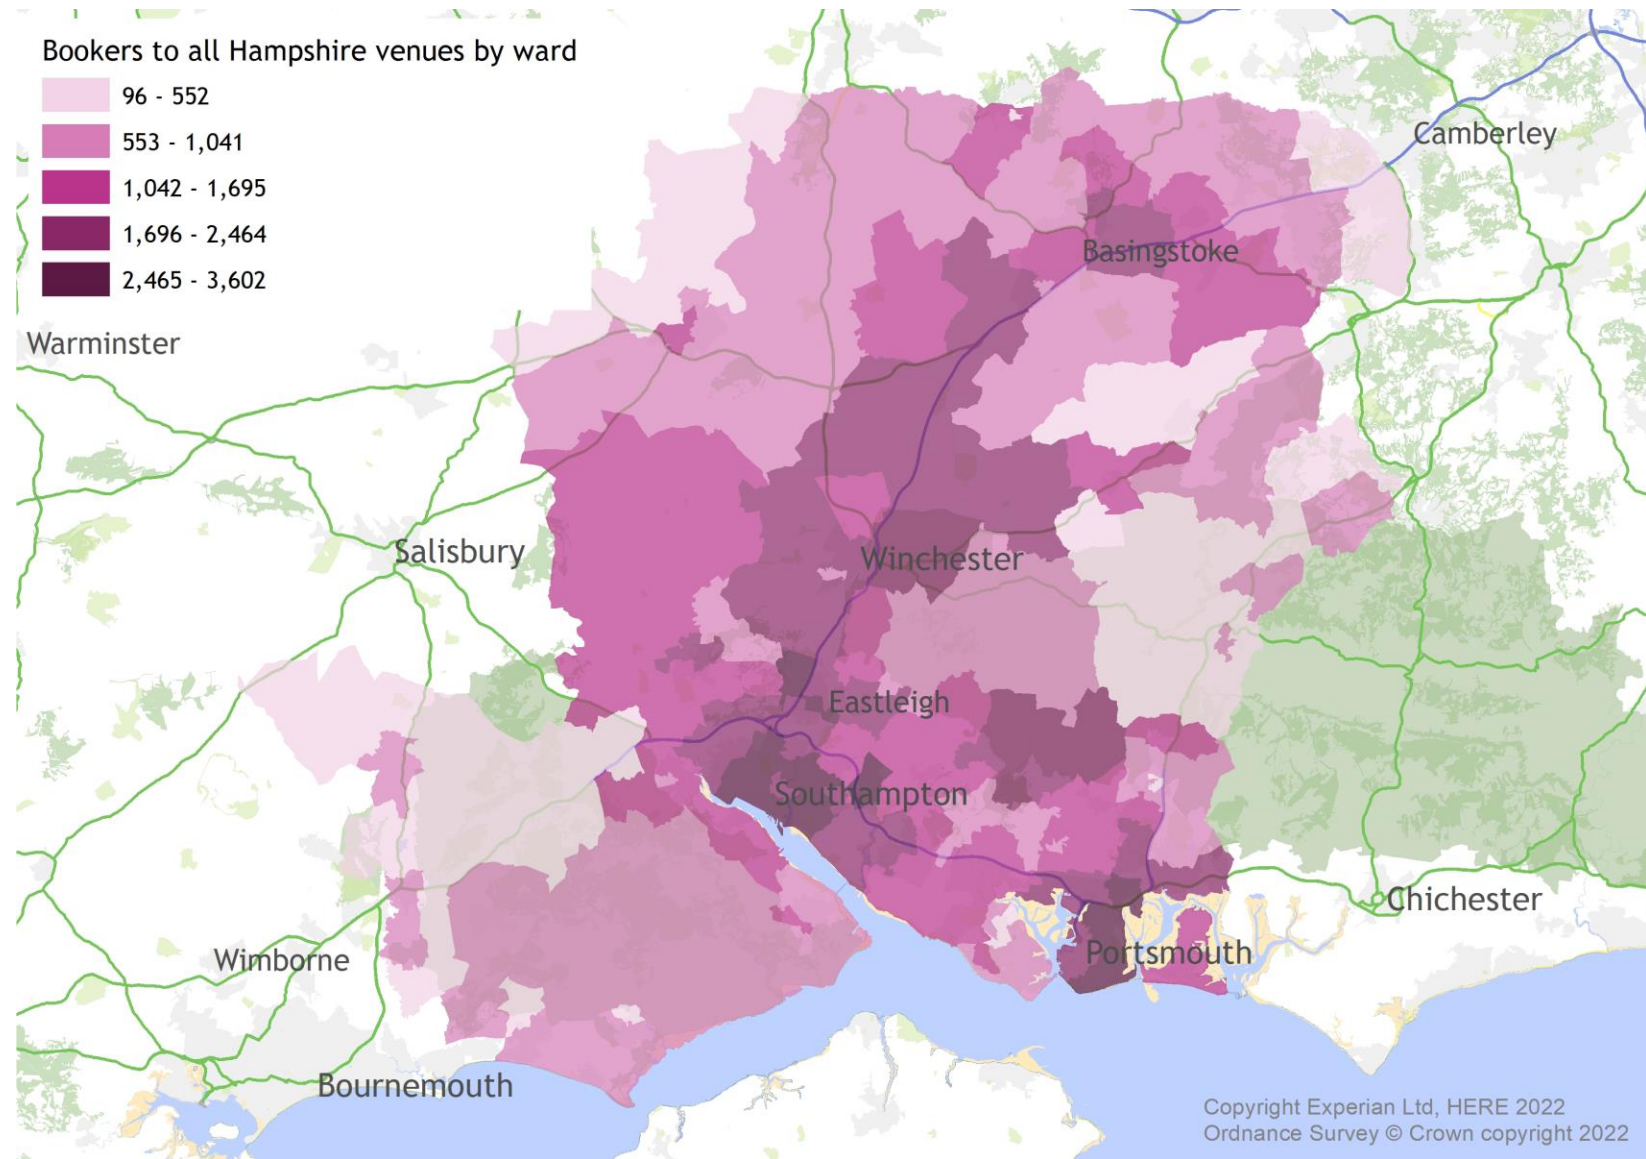 Bookers to all Hampshire venues by ward
96 - 552
553 - 1,041
1,042 - 1,695
1,696 - 2,464
2,465 - 3,602
Camberley
Basingstoke
Warminster
Salisbury
Winchester
Eastleigh
Southampton
Chichester
Portsmouth
Wimborne
Bournemouth
Copyright Experian Ltd, HERE 2022
Ordnance Survey © Crown copyright 2022